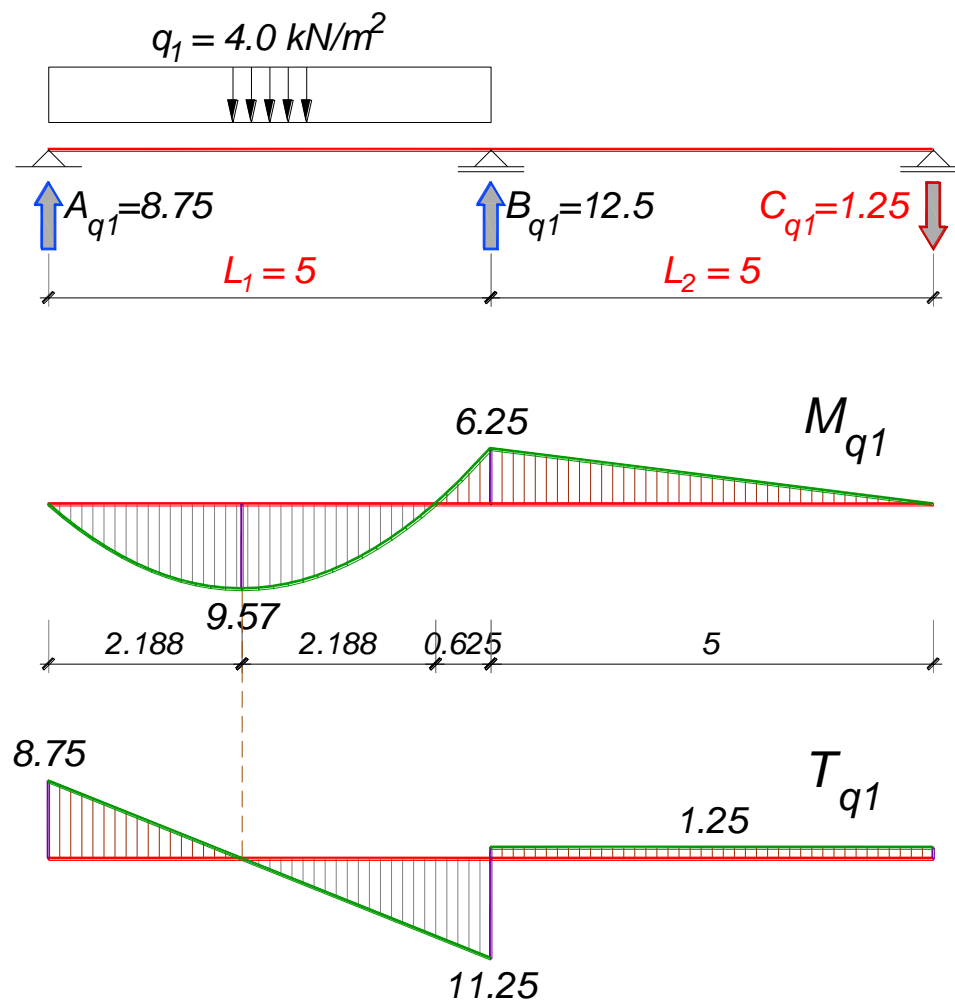 q1 = 4.0 kN/m²
Aq1=8.75 Bq1=12.5 Cq1=1.25
L1 = 5 L2 = 5
6.25 Mq1
9.57
2.188 2.188 0.625 5
8.75 Tq1
1.25
11.25